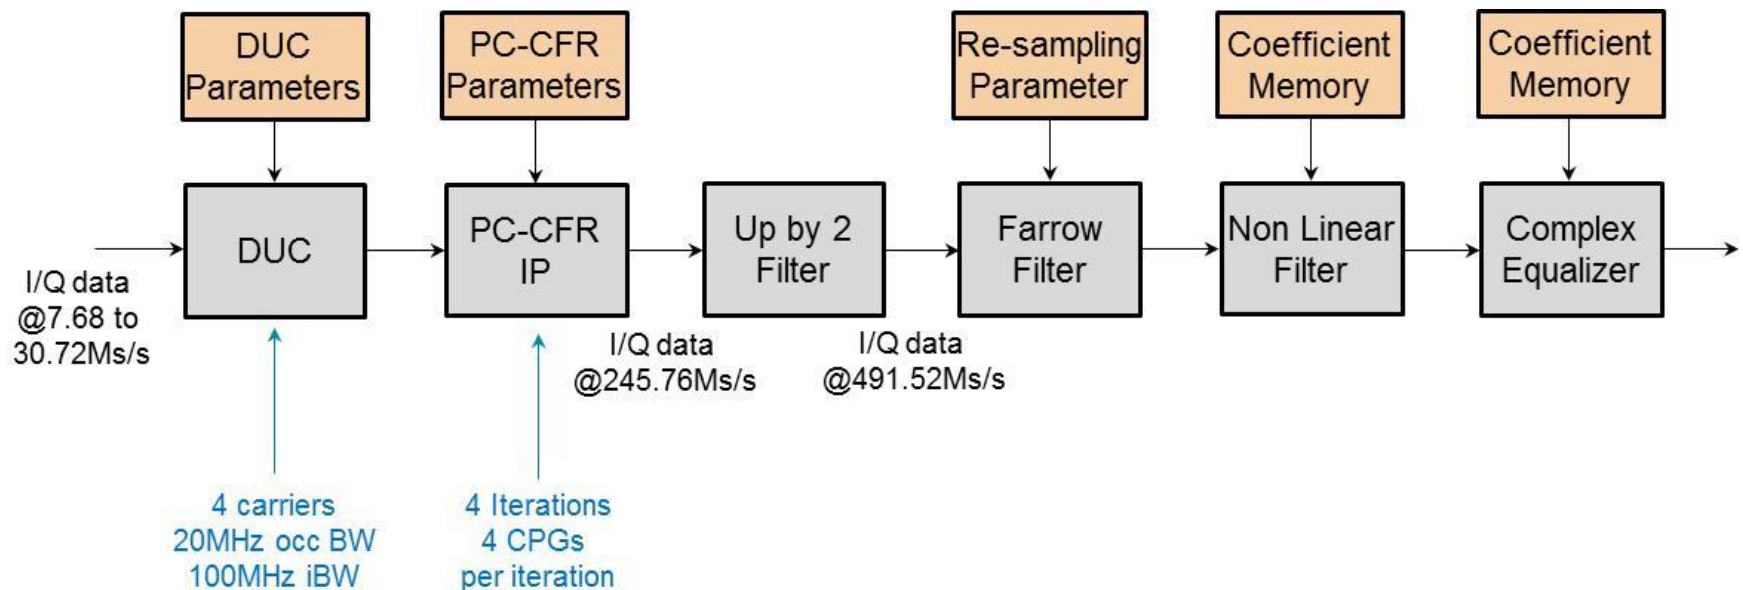 DUC
Parameters
PC-CFR
Parameters
Re-sampling
Parameter
Coefficient
Memory
Coefficient
Memory
DUC
PC-CFR
IP
Up by 2
Filter
Farrow
Filter
Non Linear
Filter
Complex
Equalizer
I/Q data
@7.68 to
30.72Ms/s
I/Q data
@245.76Ms/s
I/Q data
@491.52Ms/s
4 carriers
20MHz occ BW
100MHz iBW
4 Iterations
4 CPGs
per iteration